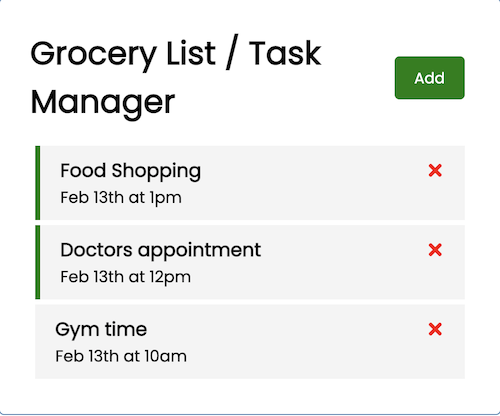 Grocery List / Task
Manager
Add
Food Shopping
Feb 13th at 1pm
Doctors appointment
Feb 13th at 12pm
Gym time
Feb 13th at 10am